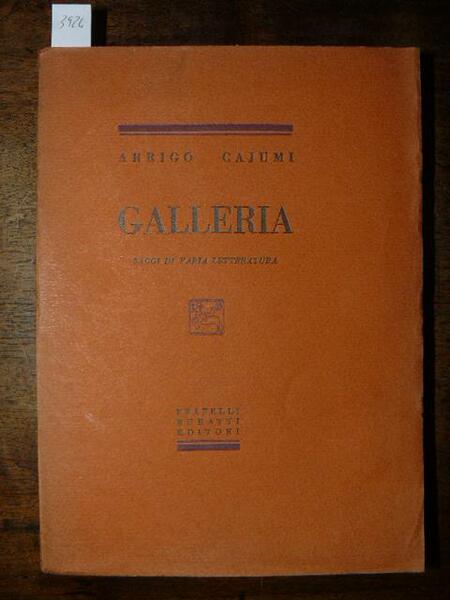 3926
ARRIGO CAJUMI
GALLERIA
SAGGI DI VARIA LETTERATURA
FRATELLI
BURATTI
EDITORI